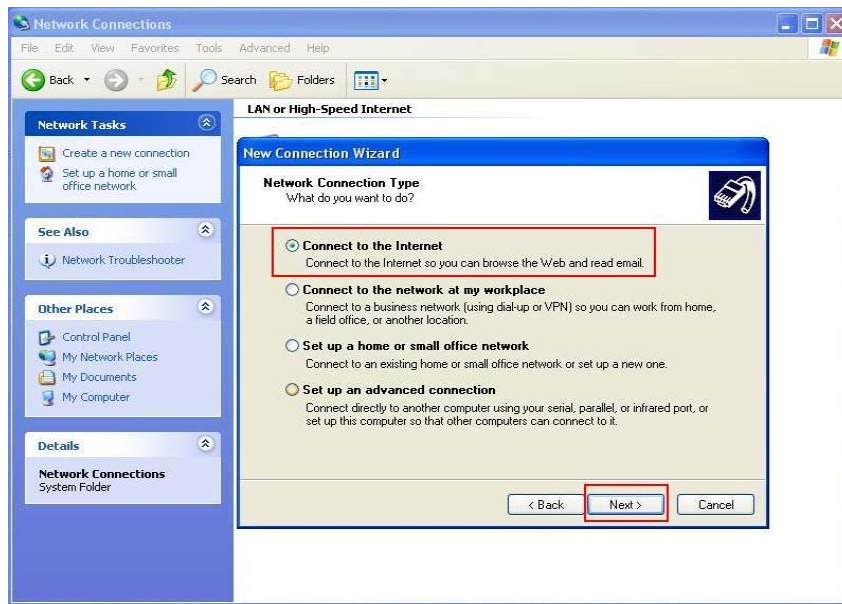 Network Connections
File Edit View Favorites Tools Advanced Help
Back Search Folders
Network Tasks
Create a new connection
Set up a home or small
office network
See Also
Network Troubleshooter
Other Places
Control Panel
My Network Places
My Documents
My Computer
Details
Network Connections
System Folder
LAN or High-Speed Internet
New Connection Wizard
Network Connection Type
What do you want to do?
Connect to the Internet
Connect to the Internet so you can browse the Web and read email.
Connect to the network at my workplace
Connect to a business network (using dial-up or VPN) so you can work from home,
a field office, or another location.
Set up a home or small office network
Connect to an existing home or small office network or set up a new one.
Set up an advanced connection
Connect directly to another computer using your serial, parallel, or infrared port, or
set up this computer so that other computers can connect to it.
< Back Next > Cancel